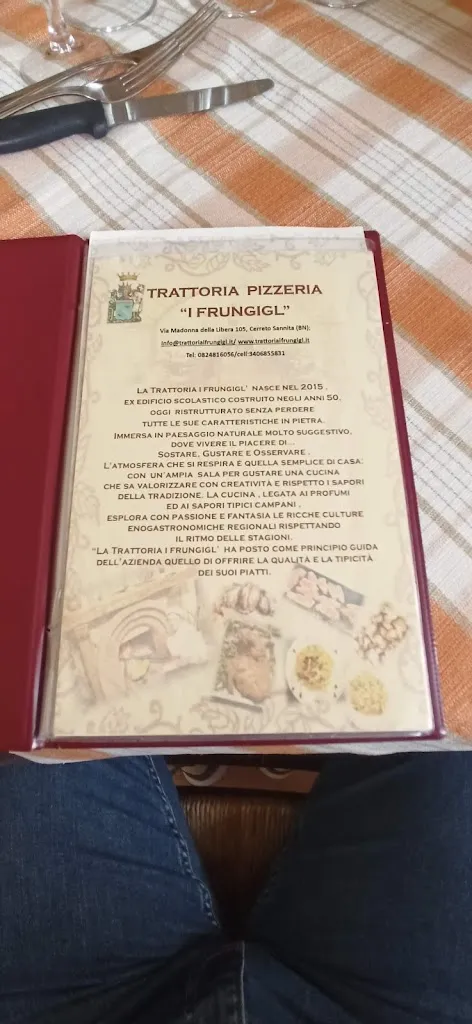 TRATTORIA PIZZERIA
"I FRUNGIGL"
Via Madonna della Libera 105, Cerreto Sannita (BN);
info@trattoriaifrungigl.it/ www.trattoriaifrungigl.it
Tel: 0824816056/cell:3406855631
LA TRATTORIA I FRUNGIGL' NASCE NEL 2015 ,
EX EDIFICIO SCOLASTICO COSTRUITO NEGLI ANNI 50,
OGGI RISTRUTTURATO SENZA PERDERE
TUTTE LE SUE CARATTERISTICHE IN PIETRA.
IMMERSA IN PAESAGGIO NATURALE MOLTO SUGGESTIVO,
DOVE VIVERE IL PIACERE DI...
SOSTARE, GUSTARE E OSSERVARE .
L'ATMOSFERA CHE SI RESPIRA È QUELLA SEMPLICE DI CASA:
CON UN'AMPIA SALA PER GUSTARE UNA CUCINA
CHE SA VALORIZZARE CON CREATIVITÀ E RISPETTO I SAPORI
DELLA TRADIZIONE. LA CUCINA , LEGATA AI PROFUMI
ED AI SAPORI TIPICI CAMPANI ,
ESPLORA CON PASSIONE E FANTASIA LE RICCHE CULTURE
ENOGASTRONOMICHE REGIONALI RISPETTANDO
IL RITMO DELLE STAGIONI.
"LA TRATTORIA I FRUNGIGL' HA POSTO COME PRINCIPIO GUIDA
DELL'AZIENDA QUELLO DI OFFRIRE LA QUALITÀ E LA TIPICITÀ
DEI SUOI PIATTI.